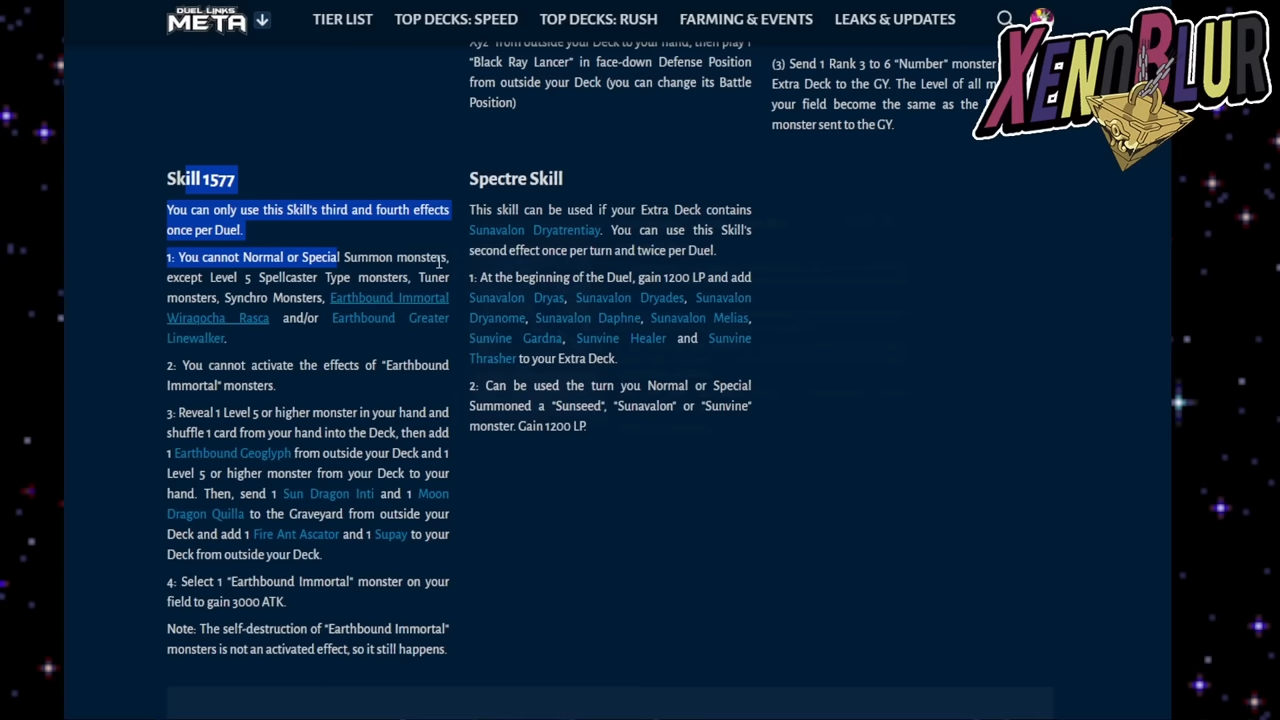 DUEL LINKS
META
TIER LIST
TOP DECKS: SPEED
TOP DECKS: RUSH
FARMING & EVENTS
LEAKS & UPDATES
XENOBLUR
Xyz" from outside your Deck to your hand, then play 1
"Black Ray Lancer" in face-down Defense Position
from outside your Deck (you can change its Battle
Position)
(3) Send 1 Rank 3 to 6 "Number" monster
Extra Deck to the GY. The Level of all m
your field become the same as the
monster sent to the GY.
Skill 1577
You can only use this Skill's third and fourth effects
once per Duel.
1: You cannot Normal or Special Summon monsters,
except Level 5 Spellcaster Type monsters, Tuner
monsters, Synchro Monsters, Earthbound Immortal
Wiraqocha Rasca and/or Earthbound Greater
Linewalker.
2: You cannot activate the effects of "Earthbound
Immortal" monsters.
3: Reveal 1 Level 5 or higher monster in your hand and
shuffle 1 card from your hand into the Deck, then add
1 Earthbound Geoglyph from outside your Deck and 1
Level 5 or higher monster from your Deck to your
hand. Then, send 1 Sun Dragon Inti and 1 Moon
Dragon Quilla to the Graveyard from outside your
Deck and add 1 Fire Ant Ascator and 1 Supay to your
Deck from outside your Deck.
4: Select 1 "Earthbound Immortal" monster on your
field to gain 3000 ATK.
Note: The self-destruction of "Earthbound Immortal"
monsters is not an activated effect, so it still happens.
Spectre Skill
This skill can be used if your Extra Deck contains
Sunavalon Dryatrentiay. You can use this Skill's
second effect once per turn and twice per Duel.
1: At the beginning of the Duel, gain 1200 LP and add
Sunavalon Dryas, Sunavalon Dryades, Sunavalon
Dryanome, Sunavalon Daphne, Sunavalon Melias,
Sunvine Gardna, Sunvine Healer and Sunvine
Thrasher to your Extra Deck.
2: Can be used the turn you Normal or Special
Summoned a "Sunseed", "Sunavalon" or "Sunvine"
monster. Gain 1200 LP.